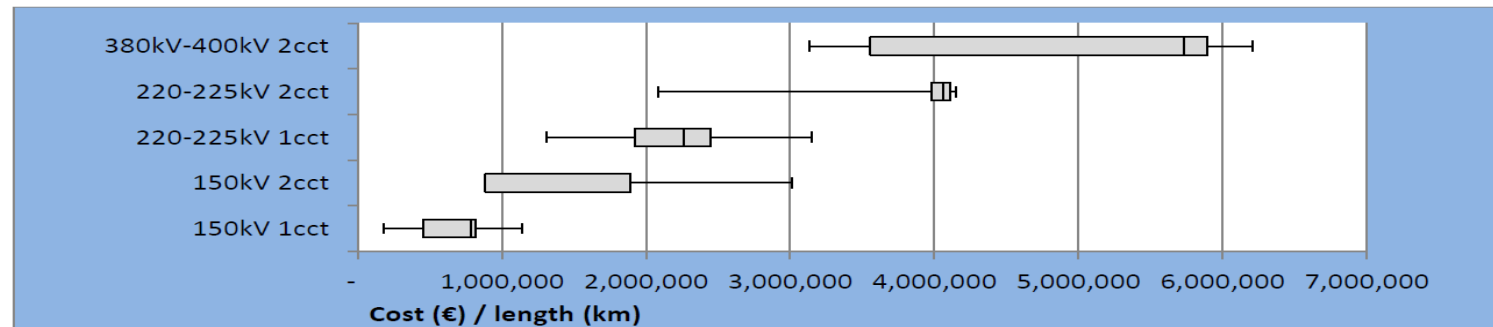 380kV-400kV 2cct
220-225kV 2cct
220-225kV 1cct
150kV 2cct
150kV 1cct
- 1,000,000 2,000,000 3,000,000 4,000,000 5,000,000 6,000,000 7,000,000
Cost (€) / length (km)